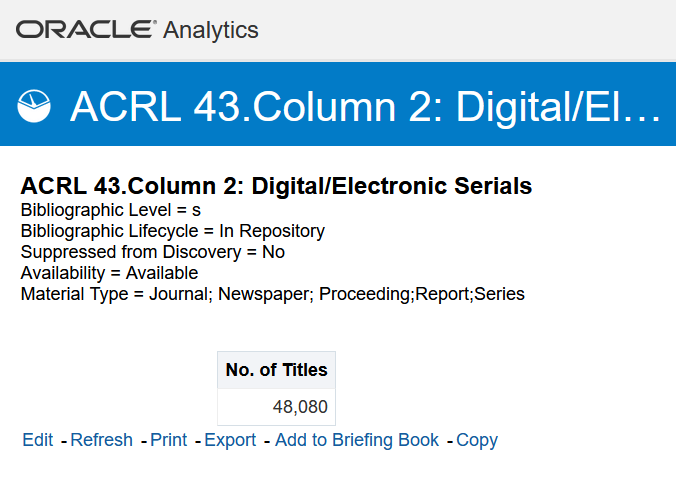 ORACLE® Analytics
ACRL 43.Column 2: Digital/El…
ACRL 43.Column 2: Digital/Electronic Serials
Bibliographic Level = s
Bibliographic Lifecycle = In Repository
Suppressed from Discovery = No
Availability = Available
Material Type = Journal; Newspaper; Proceeding;Report;Series
No. of Titles
48,080
Edit - Refresh - Print - Export - Add to Briefing Book - Copy